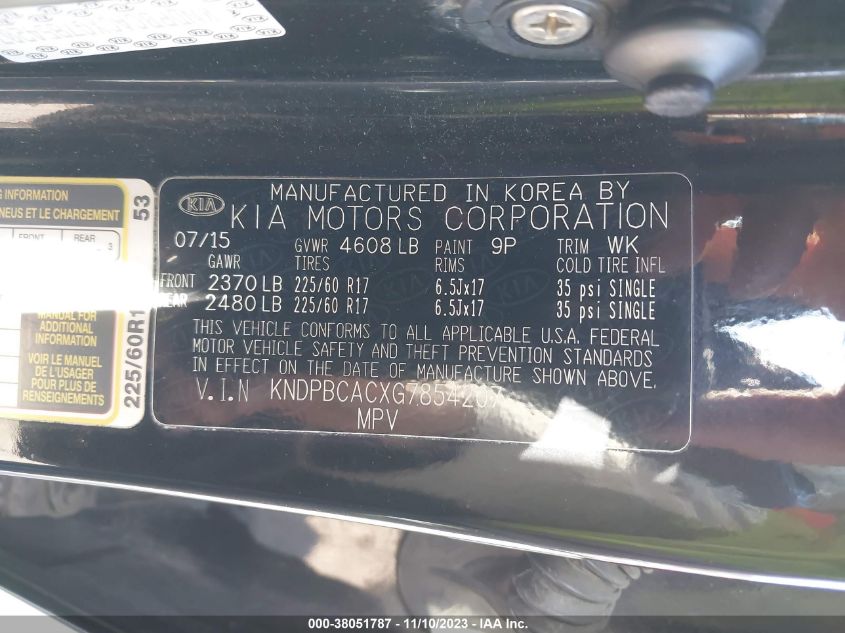 KIA
MANUFACTURED IN KOREA BY
KIA MOTORS CORPORATION
07/15 GVWR 4608 LB PAINT 9P TRIM WK
GAWR TIRES RIMS COLD TIRE INFL
FRONT 2370 LB 225/60 R17 6.5Jx17 35 psi SINGLE
REAR 2480 LB 225/60 R17 6.5Jx17 35 psi SINGLE
THIS VEHICLE CONFORMS TO ALL APPLICABLE U.S.A. FEDERAL
MOTOR VEHICLE SAFETY AND THEFT PREVENTION STANDARDS
IN EFFECT ON THE DATE OF MANUFACTURE SHOWN ABOVE.
V.I.N KNDPBCACXG7854207
MPV
INFORMATION
PNEUS ET LE CHARGEMENT
FRONT REAR
3
53
MANUAL FOR
ADDITIONAL
INFORMATION
VOIR LE MANUEL
DE L'USAGER
POUR PLUS DE
RENSEIGNEMENTS
225/60R1
000-38051787 - 11/10/2023 - IAA Inc.